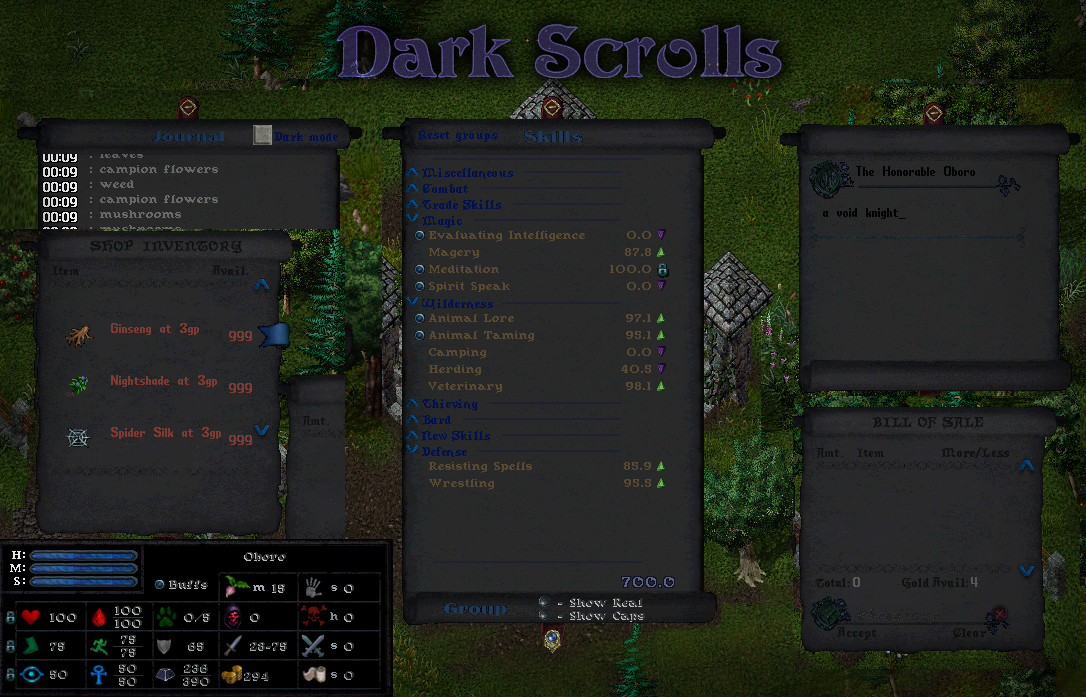 Dark Scrolls
Journal
Dark mode
00:09 : leaves
00:09 : campion flowers
00:09 : weed
00:09 : campion flowers
00:09 : mushrooms
00:09 : mushrooms
SHOP INVENTORY
Item Avail.
Ginseng at 3gp 999
Nightshade at 3gp 999
Spider Silk at 3gp 999
Amt.
Reset groups
Skills
Miscellaneous
Combat
Trade Skills
Magic
Evaluating Intelligence 0.0
Magery 87.8
Meditation 100.0
Spirit Speak 0.0
Wilderness
Animal Lore 97.1
Animal Taming 95.1
Camping 0.0
Herding 40.5
Veterinary 98.1
Thieving
Bard
New Skills
Defense
Resisting Spells 85.9
Wrestling 95.5
700.0
Group
- Show Real
- Show Caps
The Honorable Oboro
a void knight_
BILL OF SALE
Amt. Item More/Less
Total: 0 Gold Avail: 4
Accept Clear
H:
M:
S:
Oboro
Buffs
m 15
s 0
100
100
100
0/5
0
h 0
75
75
75
65
28-75
s 0
50
50
50
236
390
294
s 0